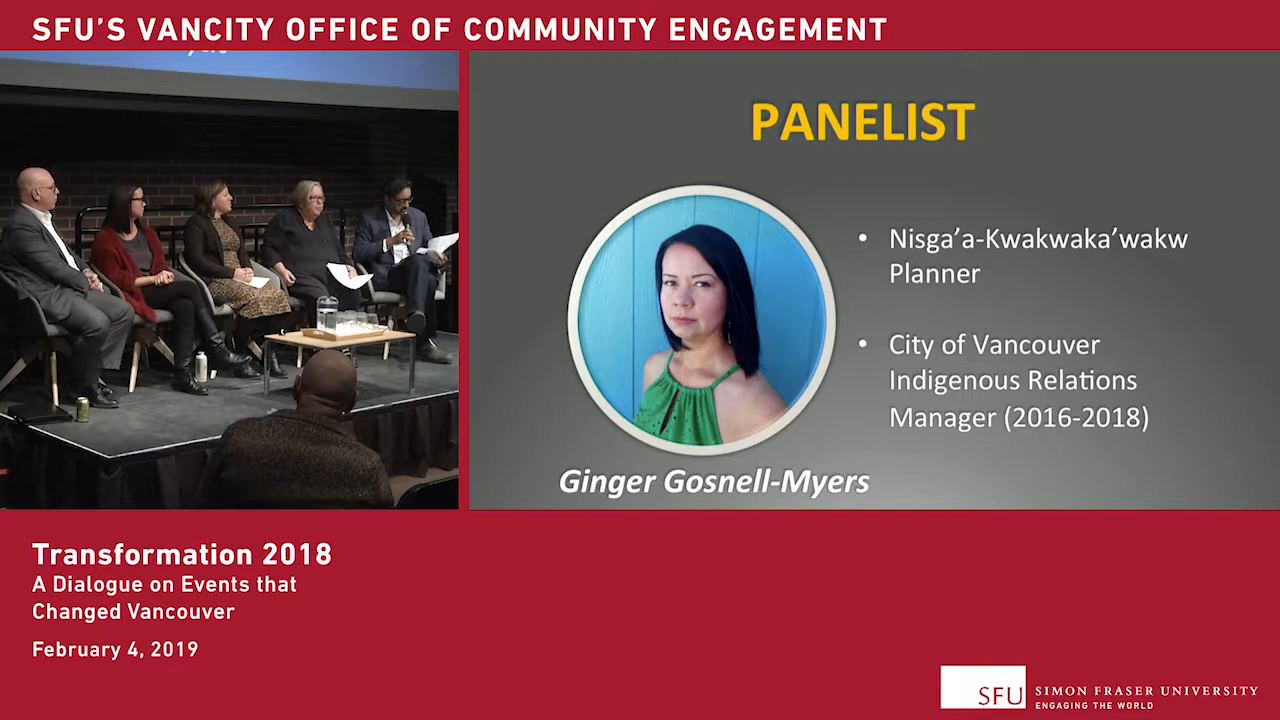 SFU'S VANCITY OFFICE OF COMMUNITY ENGAGEMENT
PANELIST
• Nisga'a-Kwakwaka'wakw
Planner
• City of Vancouver
Indigenous Relations
Manager (2016-2018)
Ginger Gosnell-Myers
Transformation 2018
A Dialogue on Events that
Changed Vancouver
February 4, 2019
SFU SIMON FRASER UNIVERSITY
ENGAGING THE WORLD